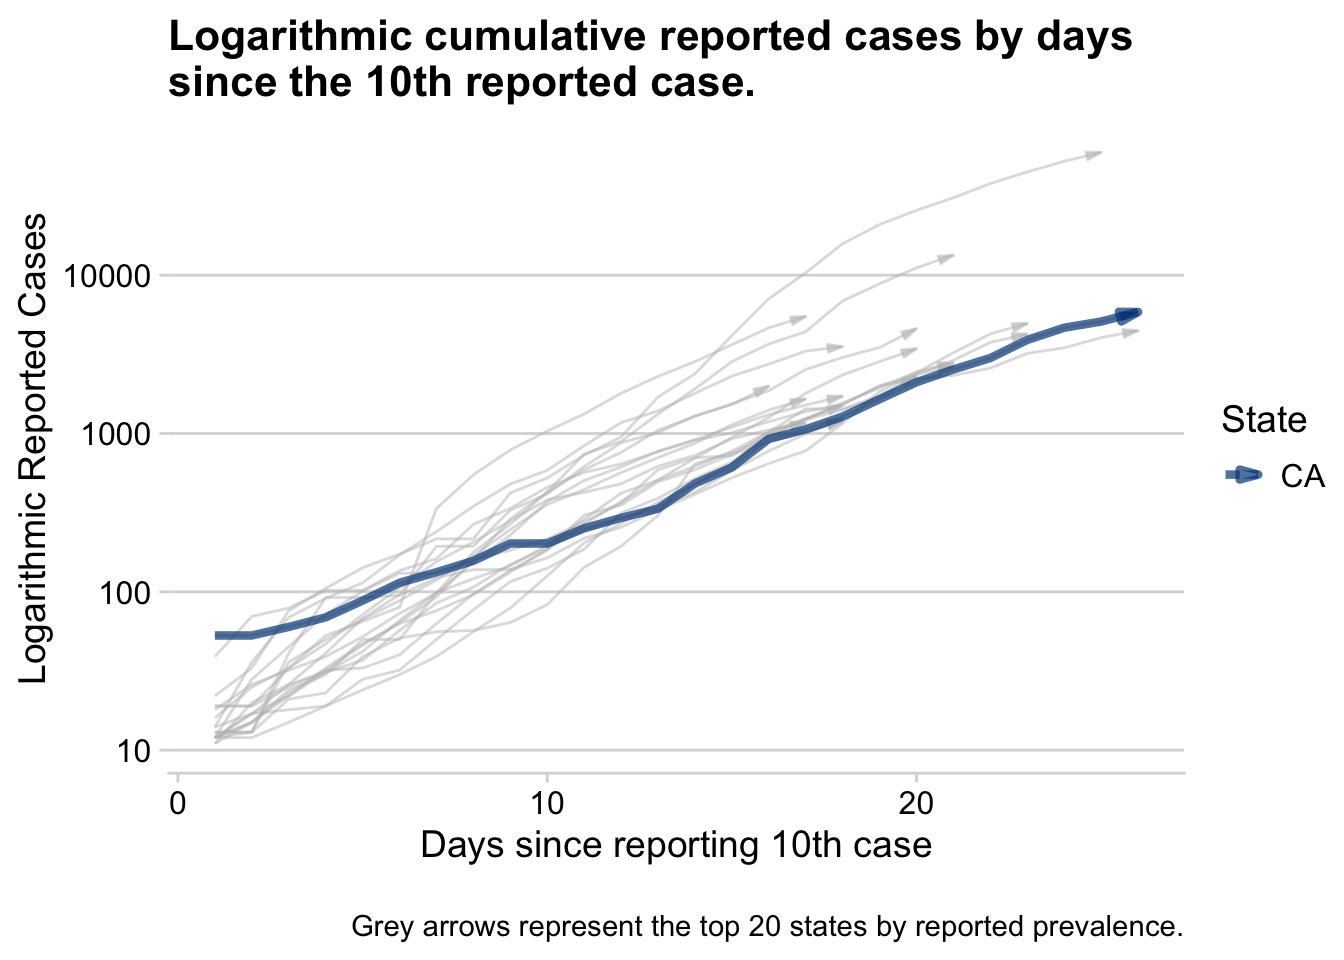 Logarithmic cumulative reported cases by days
since the 10th reported case.
Logarithmic Reported Cases
10000
1000
100
10
0
10
20
Days since reporting 10th case
State
CA
Grey arrows represent the top 20 states by reported prevalence.